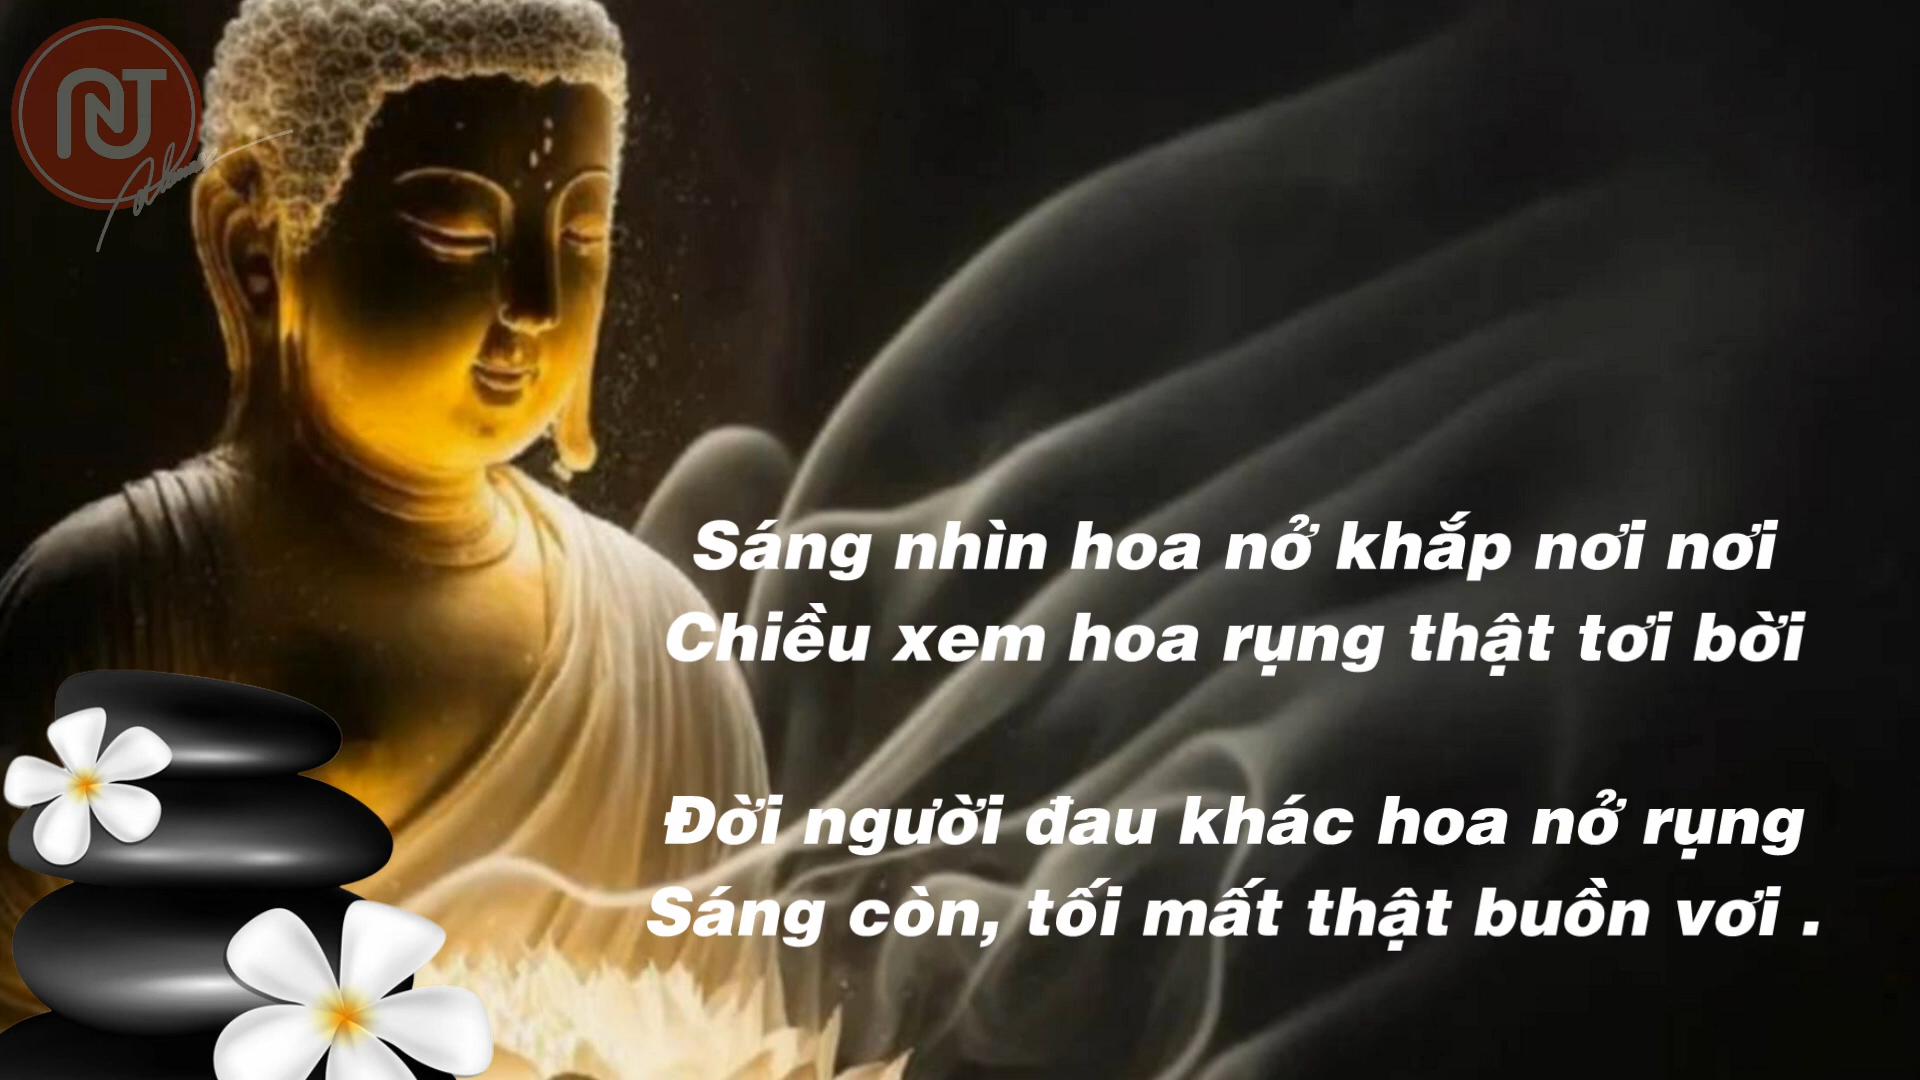 NT
Sáng nhìn hoa nở khắp nơi nơi
Chiều xem hoa rụng thật tơi bời
Đời người đau khác hoa nở rụng
Sáng còn, tối mất thật buồn vơi .